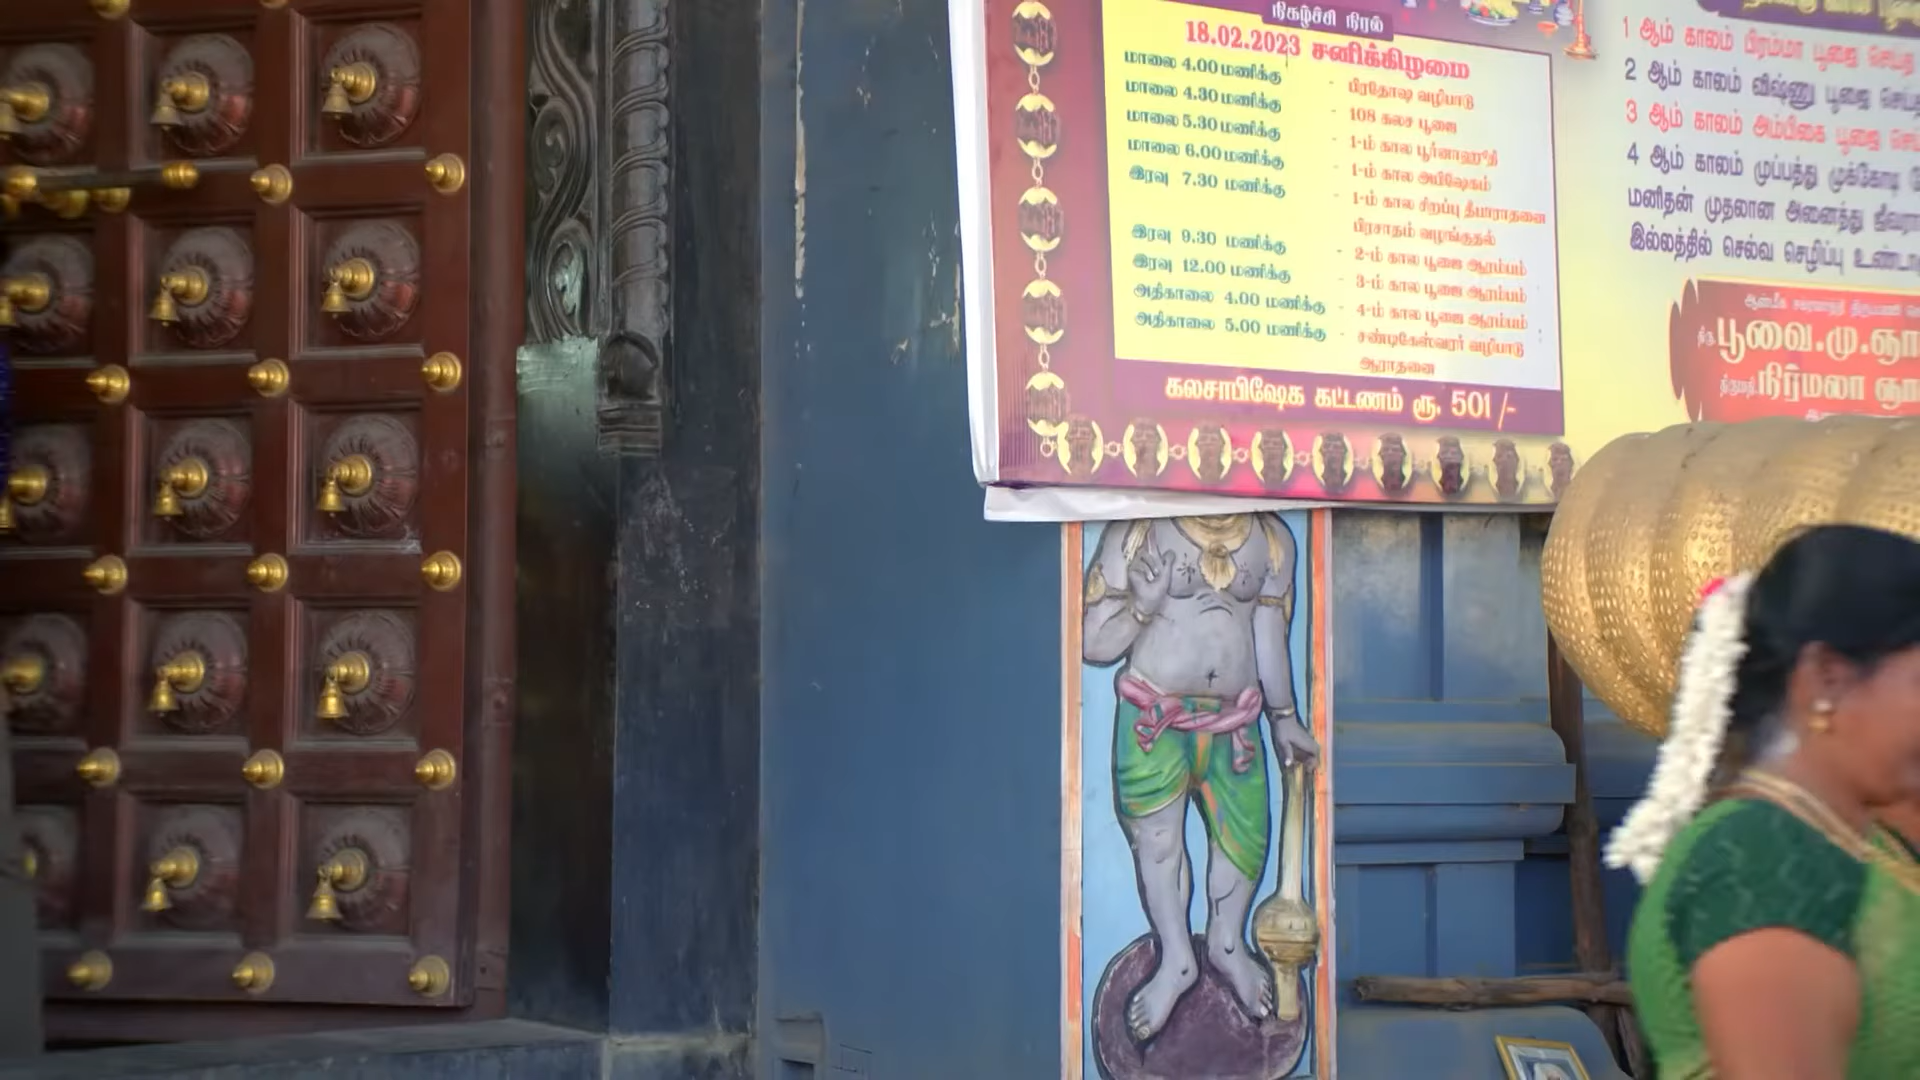 நிகழ்ச்சி நிரல்
18.02.2023 சனிக்கிழமை
மாலை 4.00 மணிக்கு - பிரதோஷ வழிபாடு
மாலை 4.30 மணிக்கு - 108 கலச பூஜை
மாலை 5.30 மணிக்கு - 1-ம் கால பூர்னாஹூதி
மாலை 6.00 மணிக்கு - 1-ம் கால அபிஷேகம்
இரவு 7.30 மணிக்கு - 1-ம் கால சிறப்பு தீபாராதனை
பிரசாதம் வழங்குதல்
இரவு 9.30 மணிக்கு - 2-ம் கால பூஜை ஆரம்பம்
இரவு 12.00 மணிக்கு - 3-ம் கால பூஜை ஆரம்பம்
அதிகாலை 4.00 மணிக்கு - 4-ம் கால பூஜை ஆரம்பம்
அதிகாலை 5.00 மணிக்கு - சண்டிகேஸ்வரர் வழிபாடு
ஆராதனை
கலசாபிஷேக கட்டணம் ரூ. 501/-
1 ஆம் காலம் பிரம்மா பூஜை செய்த
2 ஆம் காலம் விஷ்ணு பூஜை
3 ஆம் காலம் அம்பிகை பூஜை
4 ஆம் காலம் முப்பத்து முக்கோடி
மனிதன் முதலான அனைத்து
இல்லத்தில் செல்வ செழிப்பு
திரு. பூவை.மு.
திருமதி. நிர்மலா